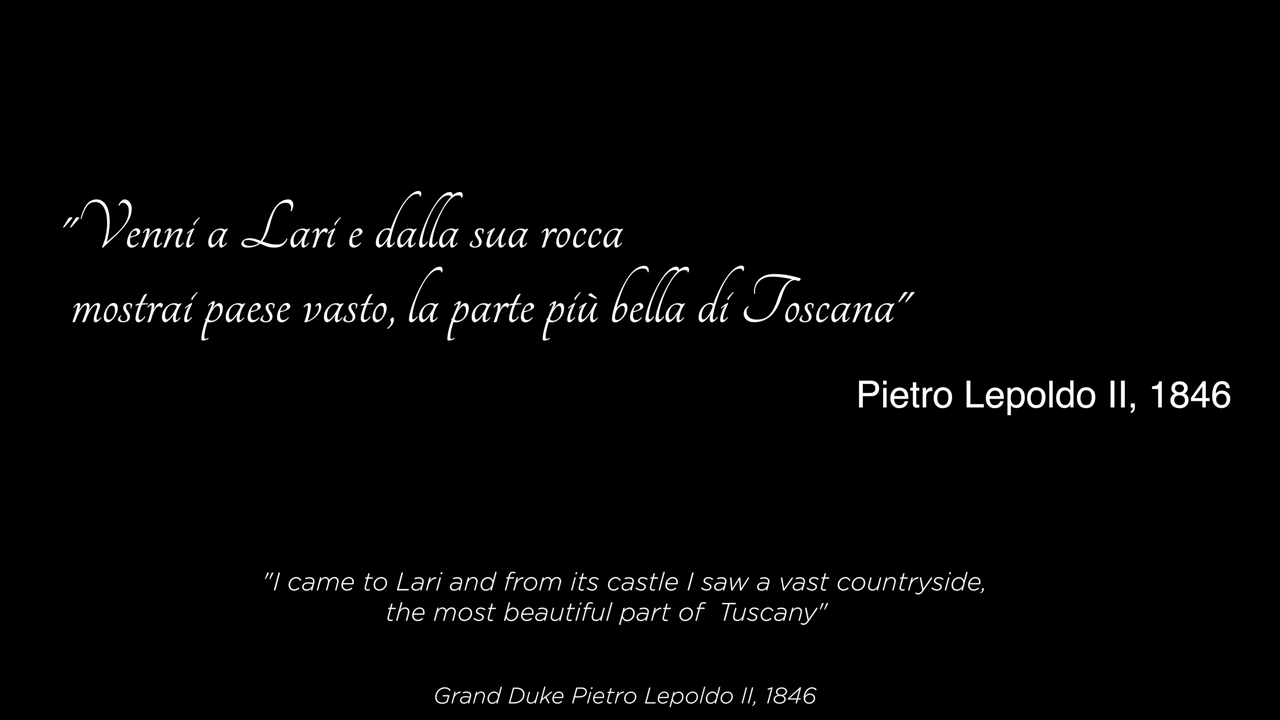 "Venni a Lari e dalla sua rocca
mostrai paese vasto, la parte più bella di Toscana"
Pietro Lepoldo II, 1846
"I came to Lari and from its castle I saw a vast countryside,
the most beautiful part of Tuscany"
Grand Duke Pietro Lepoldo II, 1846